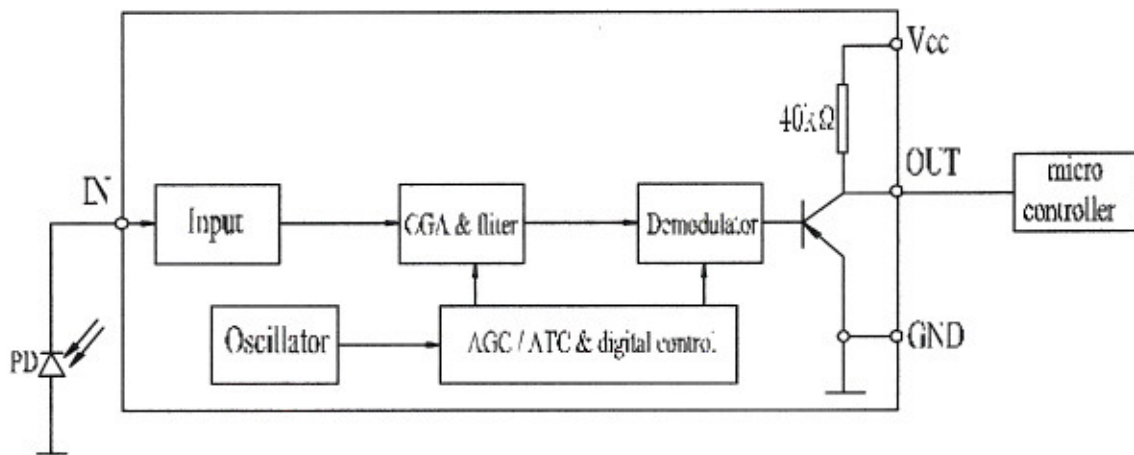 Vcc
40kΩ
OUT
micro
controller
IN
Input
CGA & fliter
Demodulator
Oscillator
AGC / ATC & digital control
PD
GND